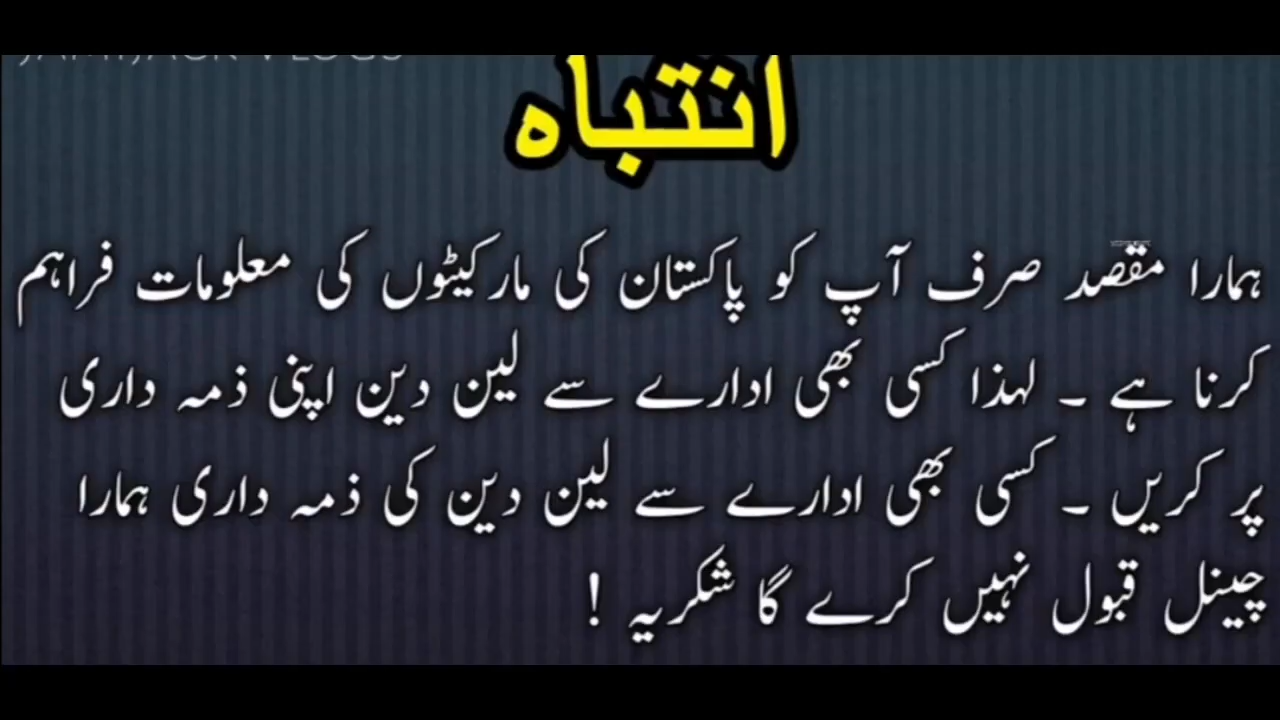 انتباہ
ہمارا مقصد صرف آپ کو پاکستان کی مارکیٹوں کی معلومات فراہم
کرنا ہے ۔ لہذا کسی بھی ادارے سے لین دین اپنی ذمہ داری
پر کریں ۔ کسی بھی ادارے سے لین دین کی ذمہ داری ہمارا
چینل قبول نہیں کرے گا شکریہ !